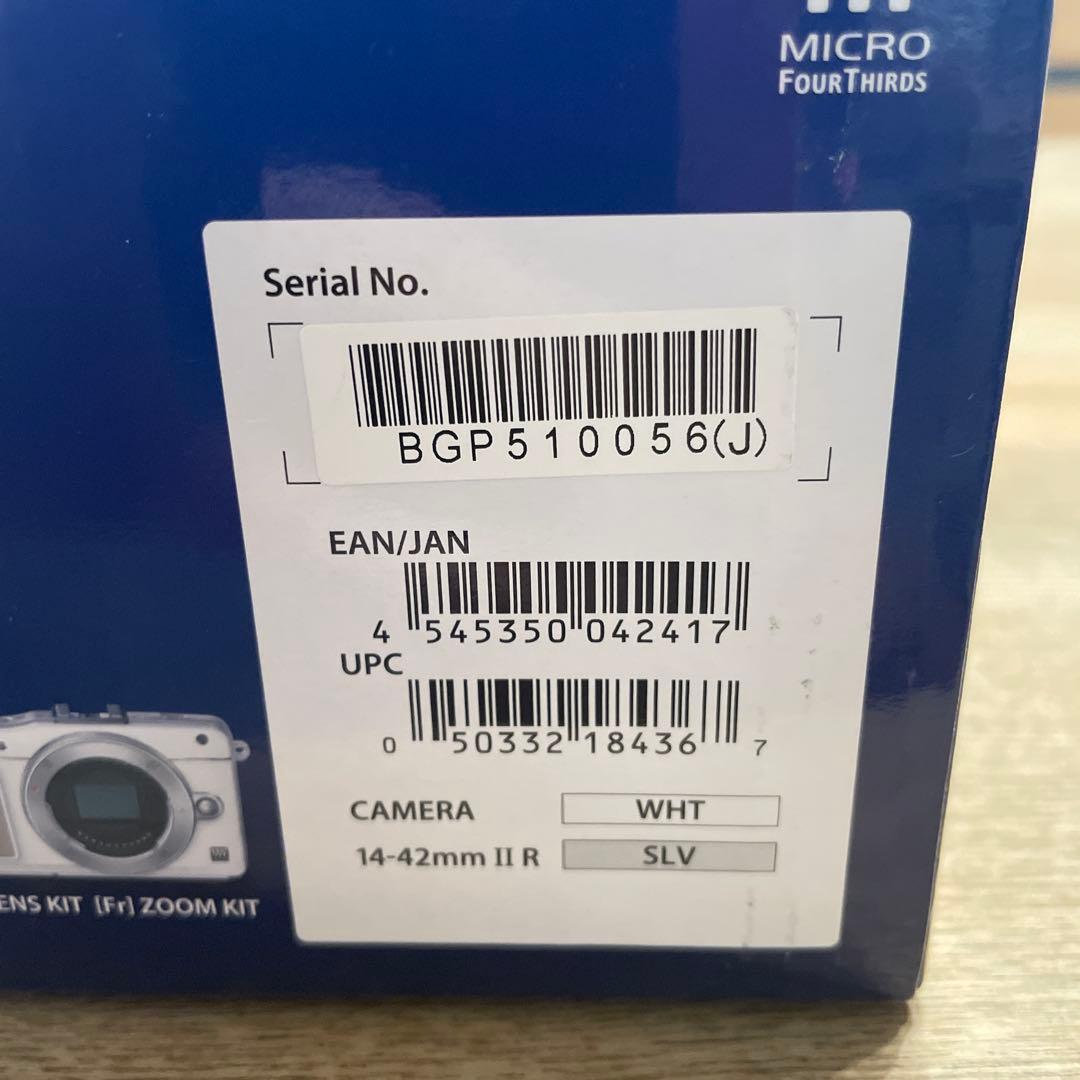 MICRO
FOURTHIRDS
Serial No.
BGP510056(J)
EAN/JAN
4 545350 042417
UPC
0 50332 18436 7
CAMERA WHT
14-42mm II R SLV
ENS KIT [Fr] ZOOM KIT